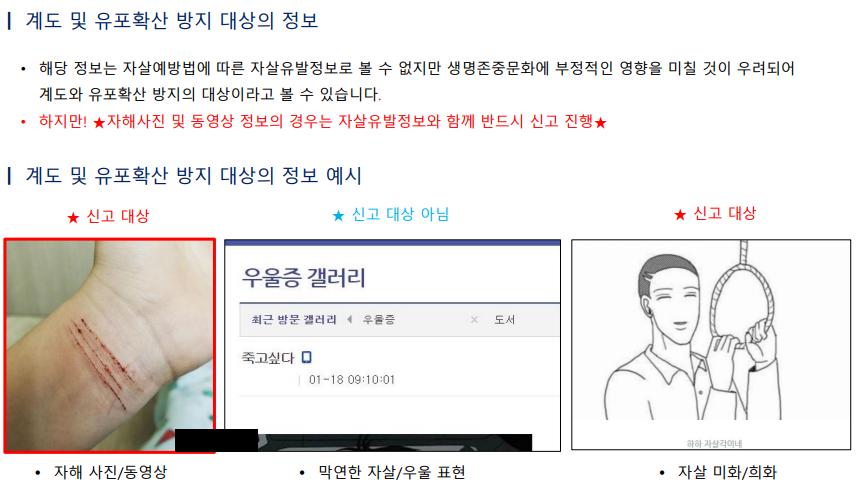 계도 및 유포확산 방지 대상의 정보
• 해당 정보는 자살예방법에 따른 자살유발정보로 볼 수 없지만 생명존중문화에 부정적인 영향을 미칠 것이 우려되어
계도와 유포확산 방지의 대상이라고 볼 수 있습니다.
• 하지만! ★자해사진 및 동영상 정보의 경우는 자살유발정보와 함께 반드시 신고 진행★
계도 및 유포확산 방지 대상의 정보 예시
★ 신고 대상
★ 신고 대상 아님
★ 신고 대상
우울증 갤러리
최근 방문 갤러리 우울증 × 도서
죽고싶다
01-18 09:10:01
하하 자살각이네
• 자해 사진/동영상
• 막연한 자살/우울 표현
• 자살 미화/희화